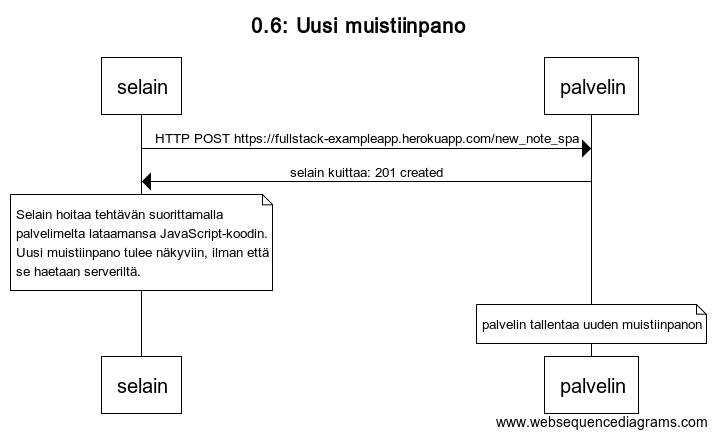 0.6: Uusi muistiinpano
selain
palvelin
HTTP POST https://fullstack-exampleapp.herokuapp.com/new_note_spa
selain kuittaa: 201 created
Selain hoitaa tehtävän suorittamalla
palvelimelta lataamansa JavaScript-koodin.
Uusi muistiinpano tulee näkyviin, ilman että
se haetaan serveriltä.
palvelin tallentaa uuden muistiinpanon
selain
palvelin
www.websequencediagrams.com